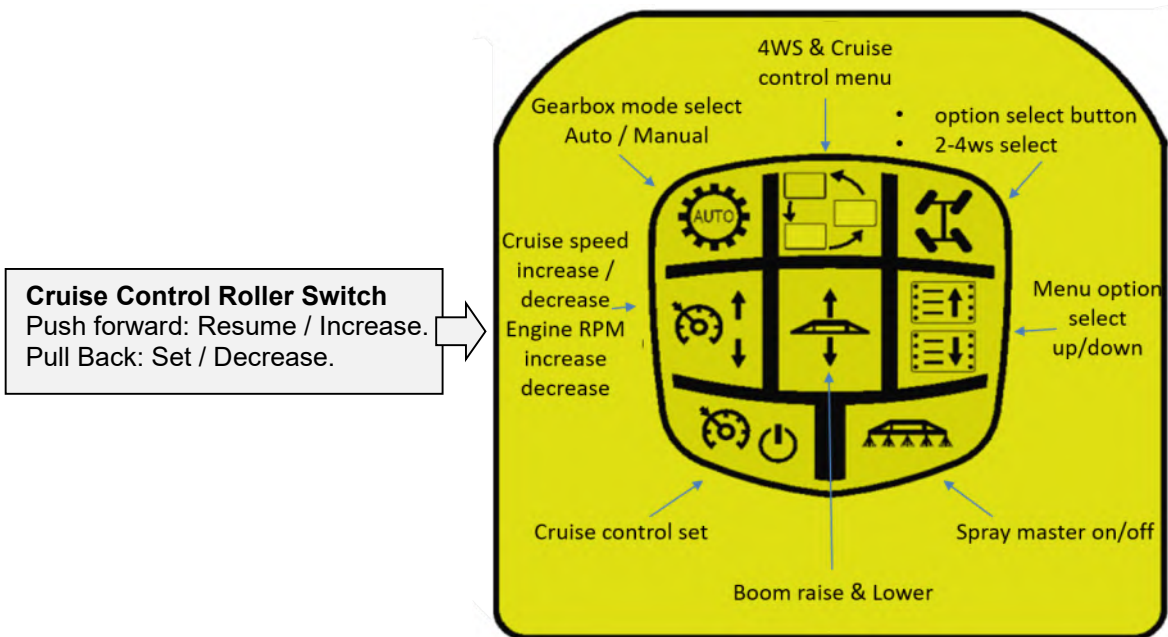 Cruise Control Roller Switch
Push forward: Resume / Increase.
Pull Back: Set / Decrease.
4WS & Cruise
control menu
Gearbox mode select
Auto / Manual
• option select button
• 2-4ws select
AUTO
Cruise speed
increase /
decrease
Engine RPM
increase
decrease
Menu option
select
up/down
Cruise control set
Spray master on/off
Boom raise & Lower